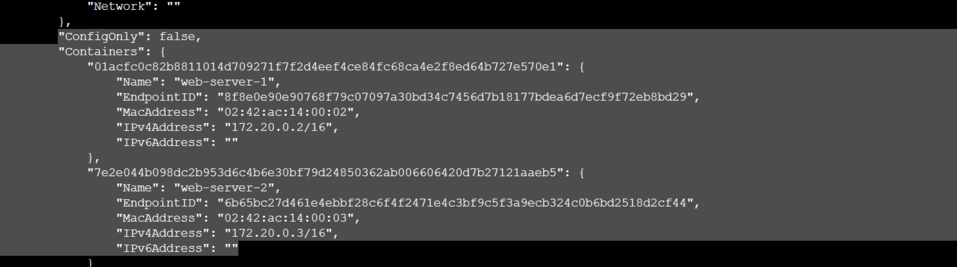 "Network": ""
},
"ConfigOnly": false,
"Containers": {
"01acfc0c82b8811014d709271f7f2d4eef4ce84fc68ca4e2f8ed64b727e570e1": {
"Name": "web-server-1",
"EndpointID": "8f8e0e90e90768f79c07097a30bd34c7456d7b18177bdea6d7ecf9f72eb8bd29",
"MacAddress": "02:42:ac:14:00:02",
"IPv4Address": "172.20.0.2/16",
"IPv6Address": ""
},
"7e2e044b098dc2b953d6c4b6e30bf79d24850362ab006606420d7b27121aaeb5": {
"Name": "web-server-2",
"EndpointID": "6b65bc27d461e4ebbf28c6f4f2471e4c3bf9c5f3a9ecb324c0b6bd2518d2cf44",
"MacAddress": "02:42:ac:14:00:03",
"IPv4Address": "172.20.0.3/16",
"IPv6Address": ""
}